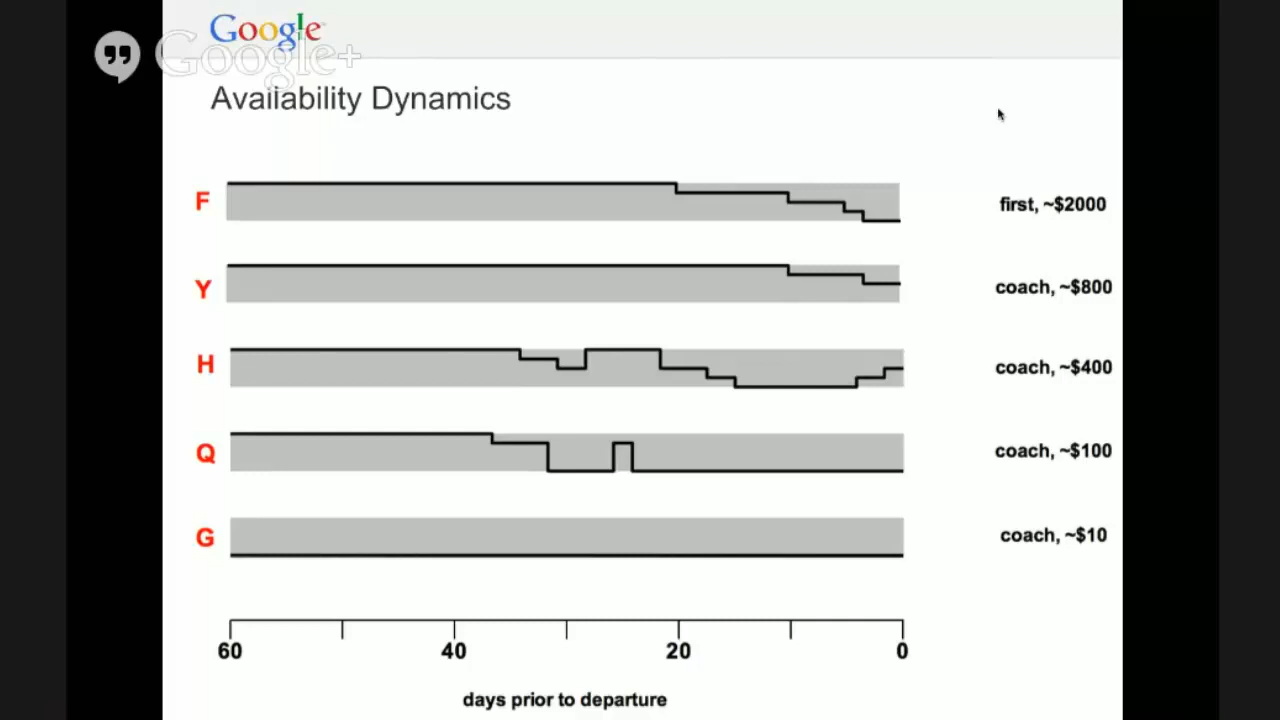 Google
Google+
Availability Dynamics
F first, ~$2000
Y coach, ~$800
H coach, ~$400
Q coach, ~$100
G coach, ~$10
60 40 20 0
days prior to departure